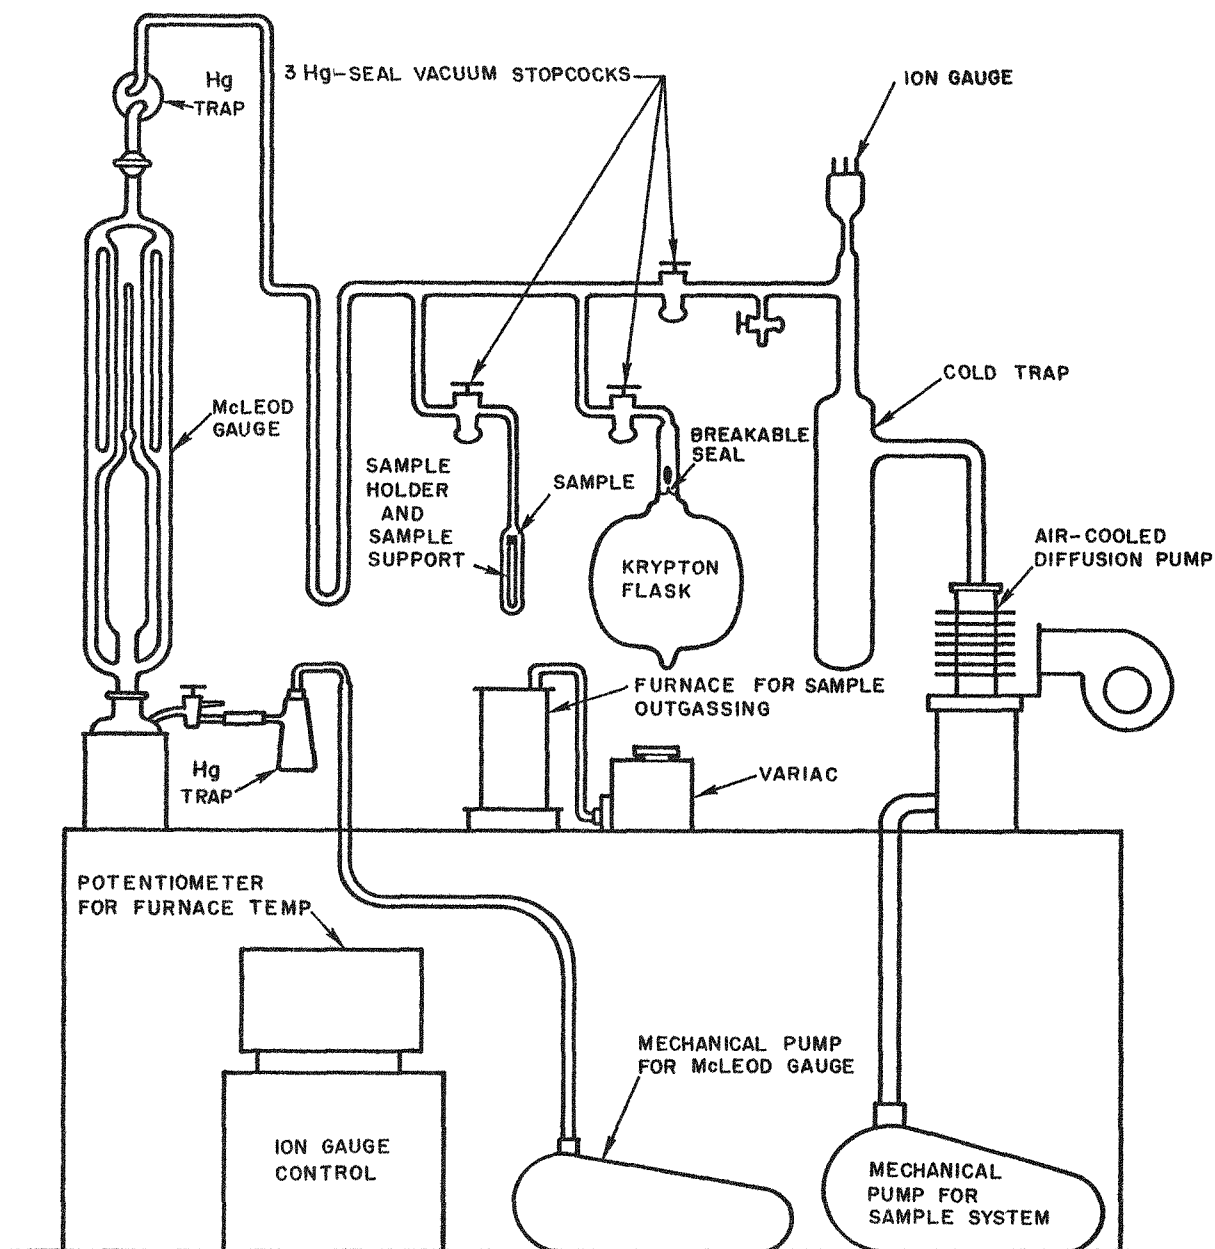 Hg
TRAP
3 Hg-SEAL VACUUM STOPCOCKS
ION GAUGE
McLEOD
GAUGE
COLD TRAP
BREAKABLE
SEAL
SAMPLE
HOLDER
AND
SAMPLE
SUPPORT
SAMPLE
KRYPTON
FLASK
AIR-COOLED
DIFFUSION PUMP
FURNACE FOR SAMPLE
OUTGASSING
Hg
TRAP
VARIAC
POTENTIOMETER
FOR FURNACE TEMP
MECHANICAL PUMP
FOR McLEOD GAUGE
ION GAUGE
CONTROL
MECHANICAL
PUMP FOR
SAMPLE SYSTEM